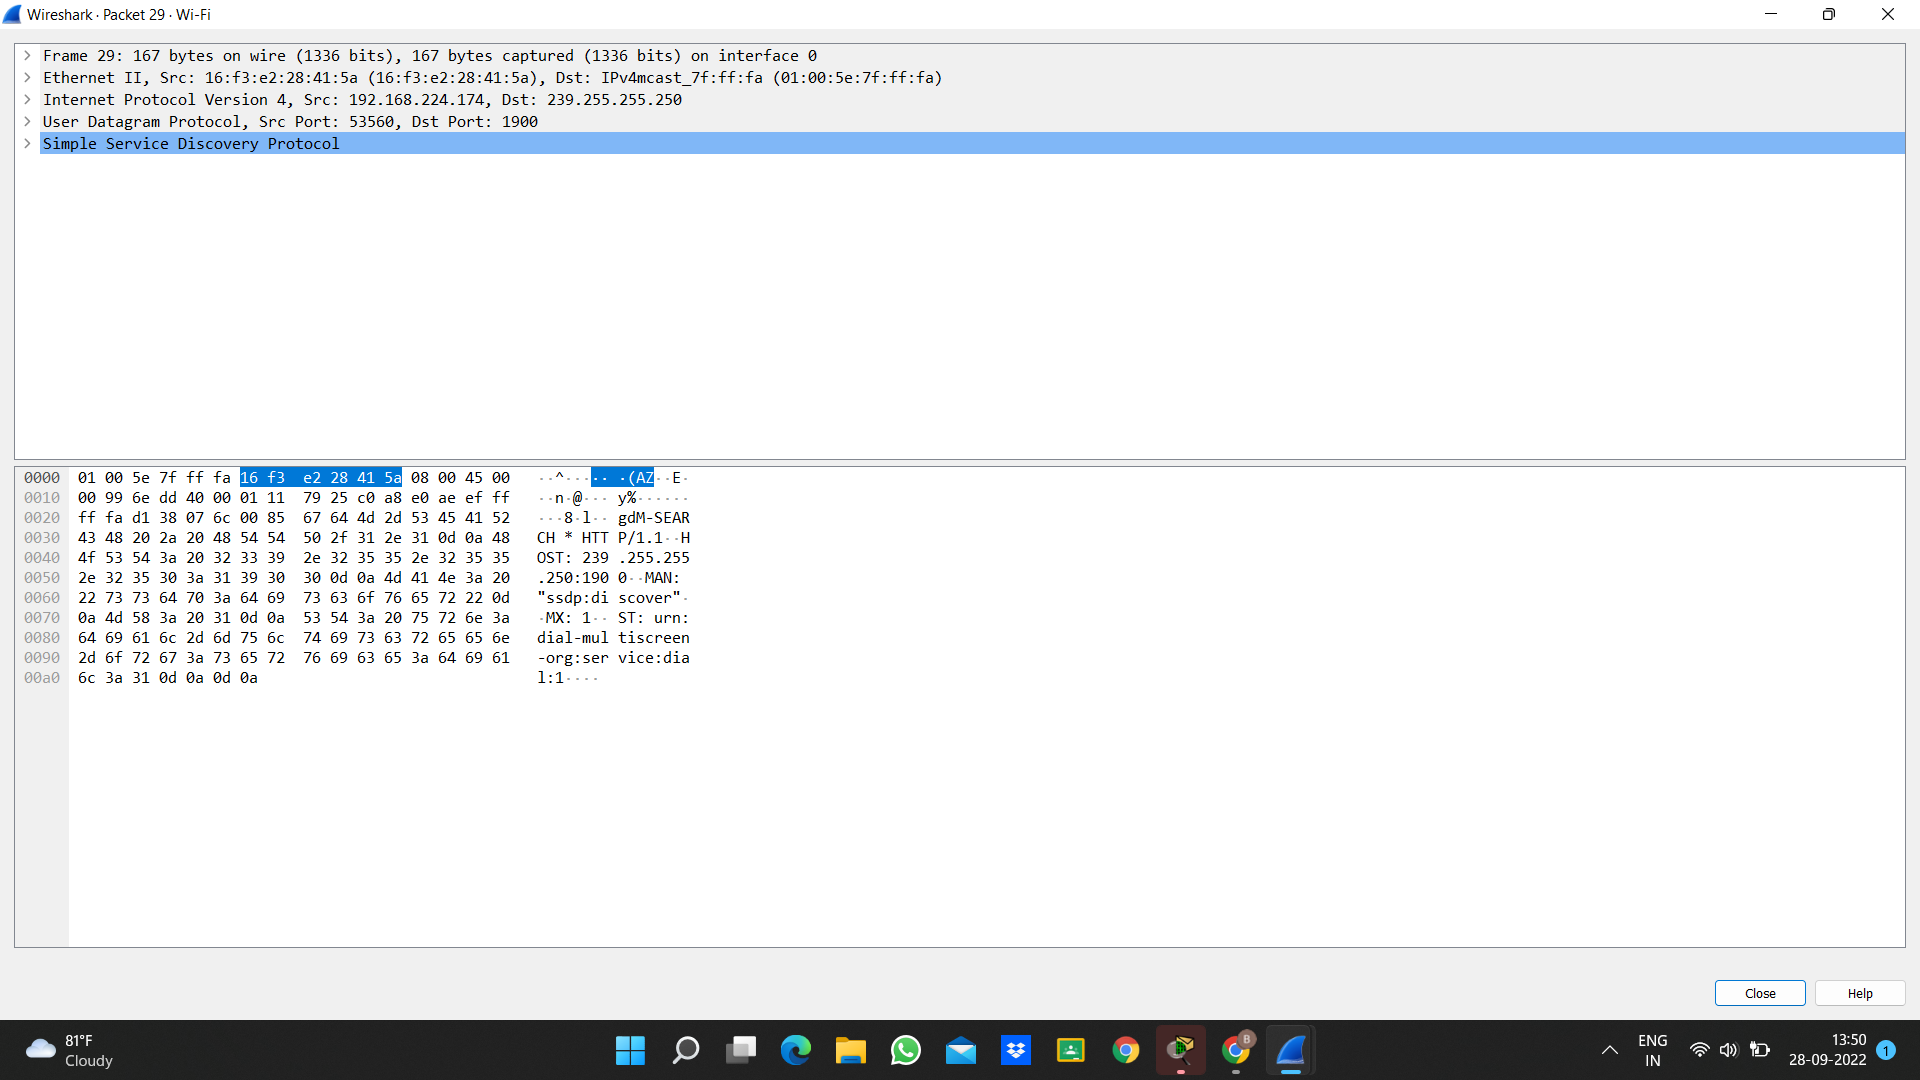 Wireshark · Packet 29 · Wi-Fi
Frame 29: 167 bytes on wire (1336 bits), 167 bytes captured (1336 bits) on interface 0
Ethernet II, Src: 16:f3:e2:28:41:5a (16:f3:e2:28:41:5a), Dst: IPv4mcast_7f:ff:fa (01:00:5e:7f:ff:fa)
Internet Protocol Version 4, Src: 192.168.224.174, Dst: 239.255.255.250
User Datagram Protocol, Src Port: 53560, Dst Port: 1900
Simple Service Discovery Protocol
0000 01 00 5e 7f ff fa 16 f3 e2 28 41 5a 08 00 45 00 ··^····· ·(AZ··E·
0010 00 99 6e dd 40 00 01 11 79 25 c0 a8 e0 ae ef ff ··n·@··· y%······
0020 ff fa d1 38 07 6c 00 85 67 64 4d 2d 53 45 41 52 ···8·l·· gdM-SEAR
0030 43 48 20 2a 20 48 54 54 50 2f 31 2e 31 0d 0a 48 CH * HTT P/1.1··H
0040 4f 53 54 3a 20 32 33 39 2e 32 35 35 2e 32 35 35 OST: 239 .255.255
0050 2e 32 35 30 3a 31 39 30 30 0d 0a 4d 41 4e 3a 20 .250:190 0··MAN:
0060 22 73 73 64 70 3a 64 69 73 63 6f 76 65 72 22 0d "ssdp:di scover"·
0070 0a 4d 58 3a 20 31 0d 0a 53 54 3a 20 75 72 6e 3a ·MX: 1·· ST: urn:
0080 64 69 61 6c 2d 6d 75 6c 74 69 73 63 72 65 65 6e dial-mul tiscreen
0090 2d 6f 72 67 3a 73 65 72 76 69 63 65 3a 64 69 61 -org:ser vice:dia
00a0 6c 3a 31 0d 0a 0d 0a l:1····
Close
Help
81°F
Cloudy
B
ENG
IN
13:50
28-09-2022
1